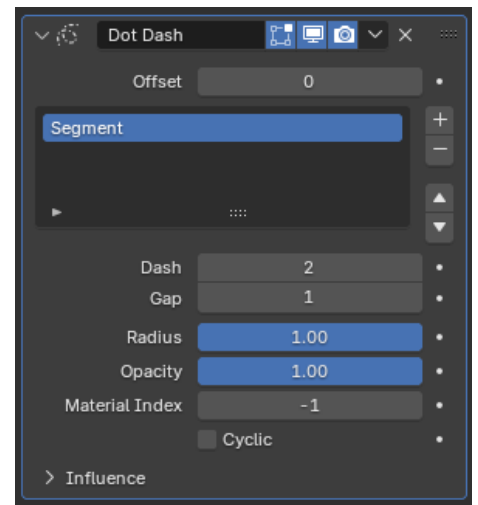 Dot Dash
Offset 0
Segment
Dash 2
Gap 1
Radius 1.00
Opacity 1.00
Material Index -1
Cyclic
Influence